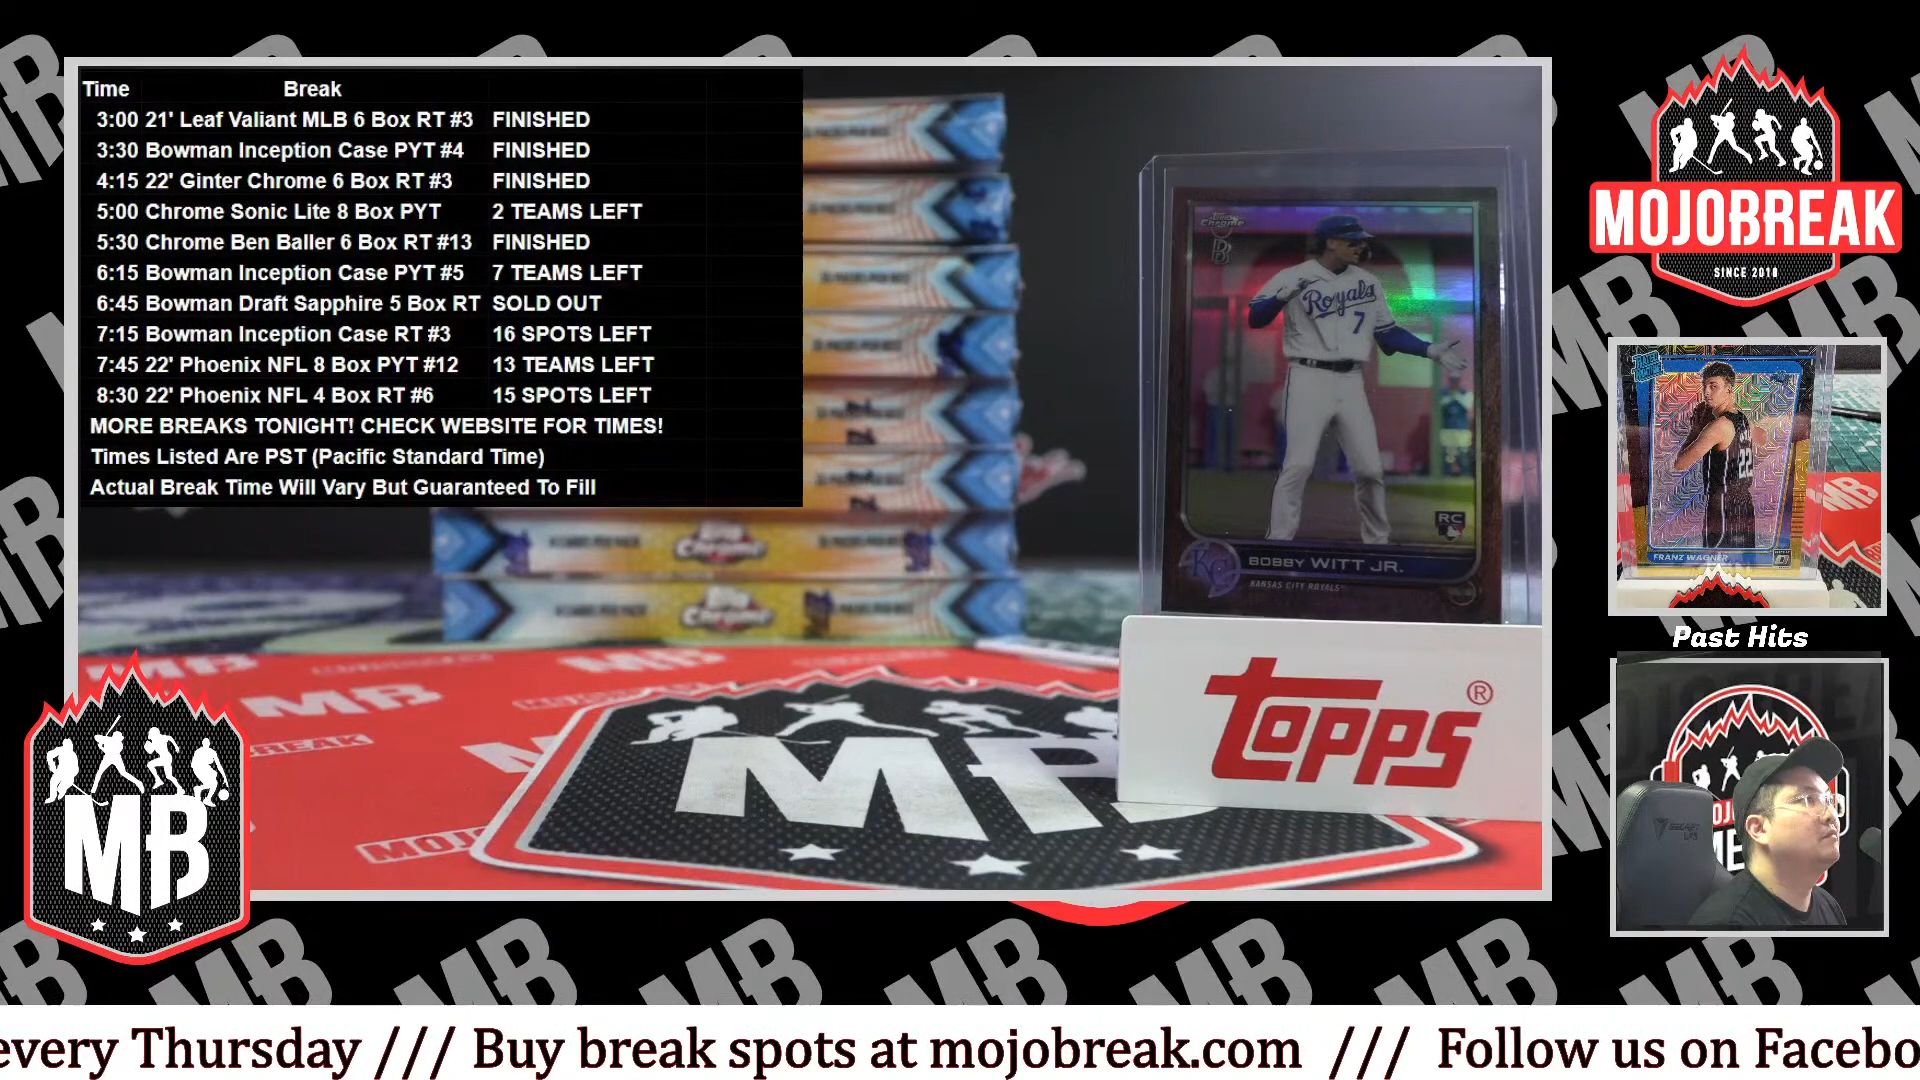 Time Break
3:00 21' Leaf Valiant MLB 6 Box RT #3 FINISHED
3:30 Bowman Inception Case PYT #4 FINISHED
4:15 22' Ginter Chrome 6 Box RT #3 FINISHED
5:00 Chrome Sonic Lite 8 Box PYT 2 TEAMS LEFT
5:30 Chrome Ben Baller 6 Box RT #13 FINISHED
6:15 Bowman Inception Case PYT #5 7 TEAMS LEFT
6:45 Bowman Draft Sapphire 5 Box RT SOLD OUT
7:15 Bowman Inception Case RT #3 16 SPOTS LEFT
7:45 22' Phoenix NFL 8 Box PYT #12 13 TEAMS LEFT
8:30 22' Phoenix NFL 4 Box RT #6 15 SPOTS LEFT
MORE BREAKS TONIGHT! CHECK WEBSITE FOR TIMES!
Times Listed Are PST (Pacific Standard Time)
Actual Break Time Will Vary But Guaranteed To Fill
Topps Chrome
Royals
7
RC
BOBBY WITT JR.
KANSAS CITY ROYALS
TOPPS®
MB
MB
MOJOBREAK
SINCE 2010
22
FRANZ WAGNER
Past Hits
every Thursday /// Buy break spots at mojobreak.com /// Follow us on Facebo